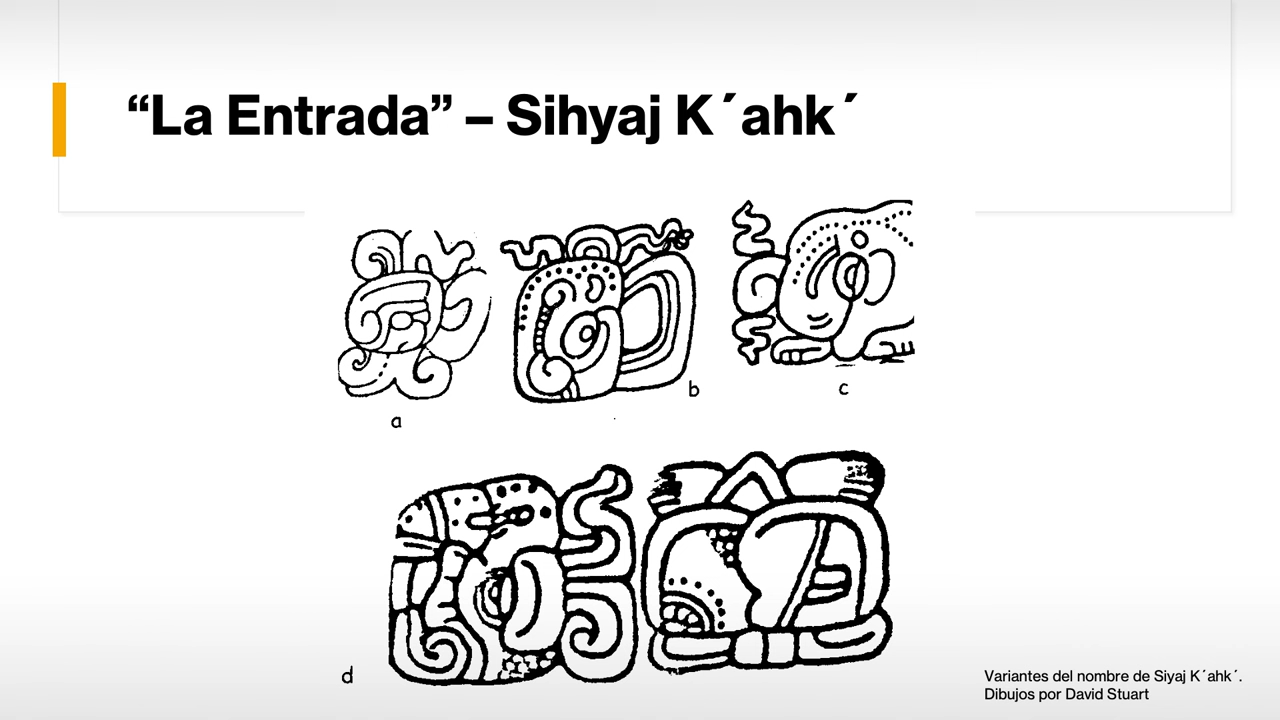 “La Entrada” – Sihyaj K´ahk´
a
b
c
d
Variantes del nombre de Siyaj K´ahk´.
Dibujos por David Stuart